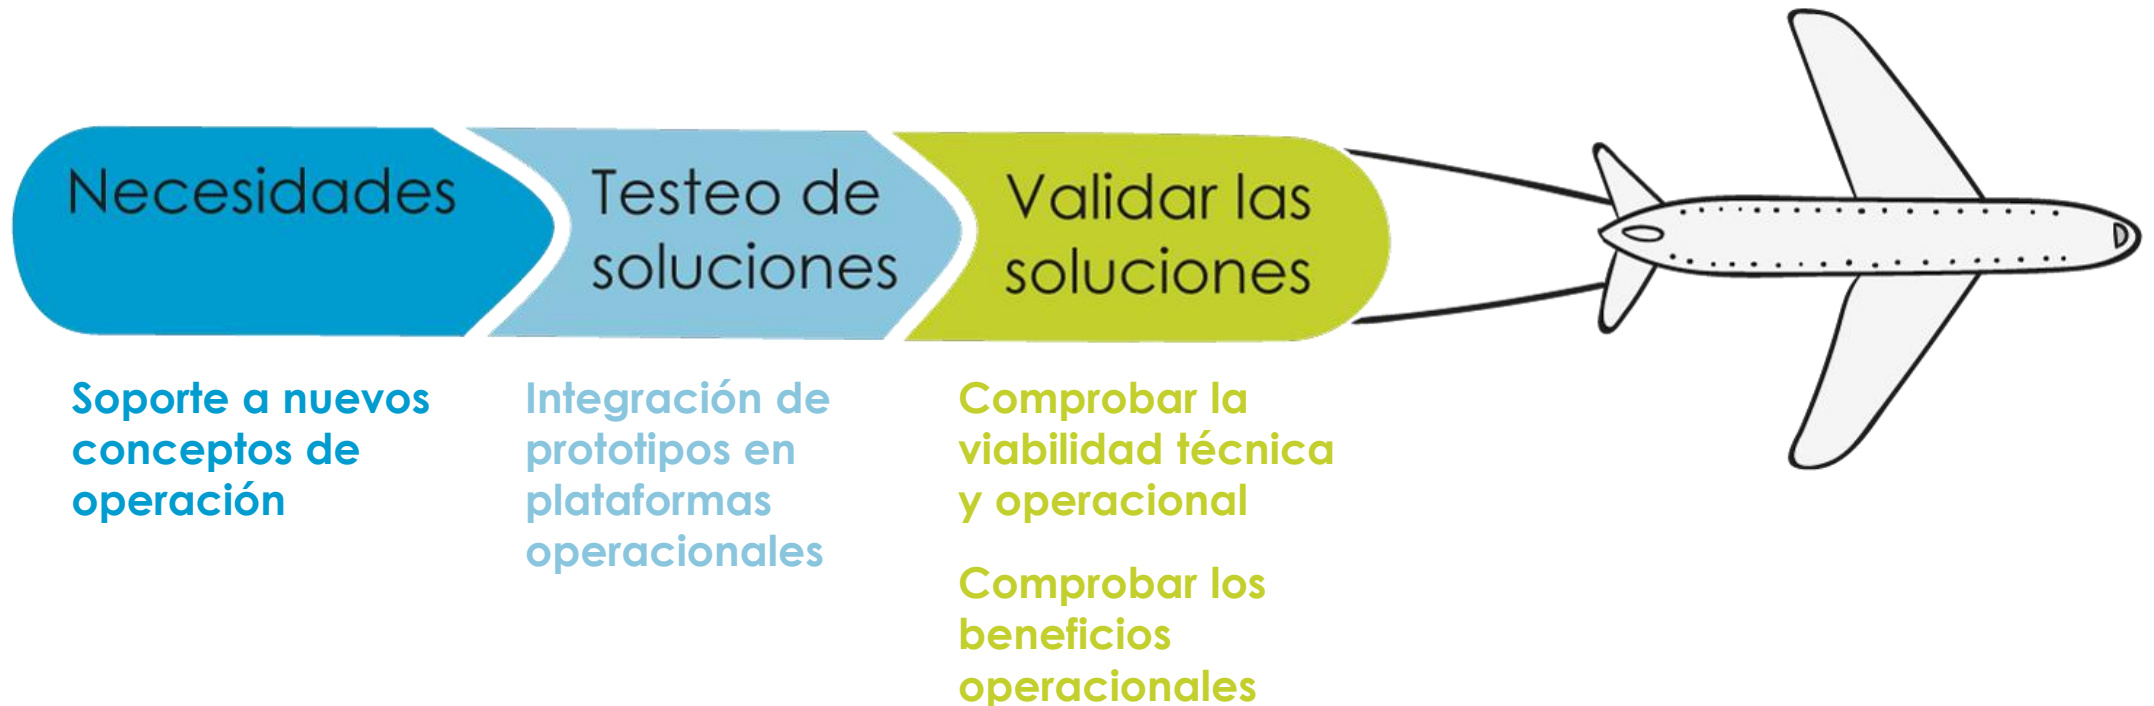 Necesidades
Testeo de
soluciones
Validar las
soluciones
Soporte a nuevos
conceptos de
operación
Integración de
prototipos en
plataformas
operacionales
Comprobar la
viabilidad técnica
y operacional
Comprobar los
beneficios
operacionales